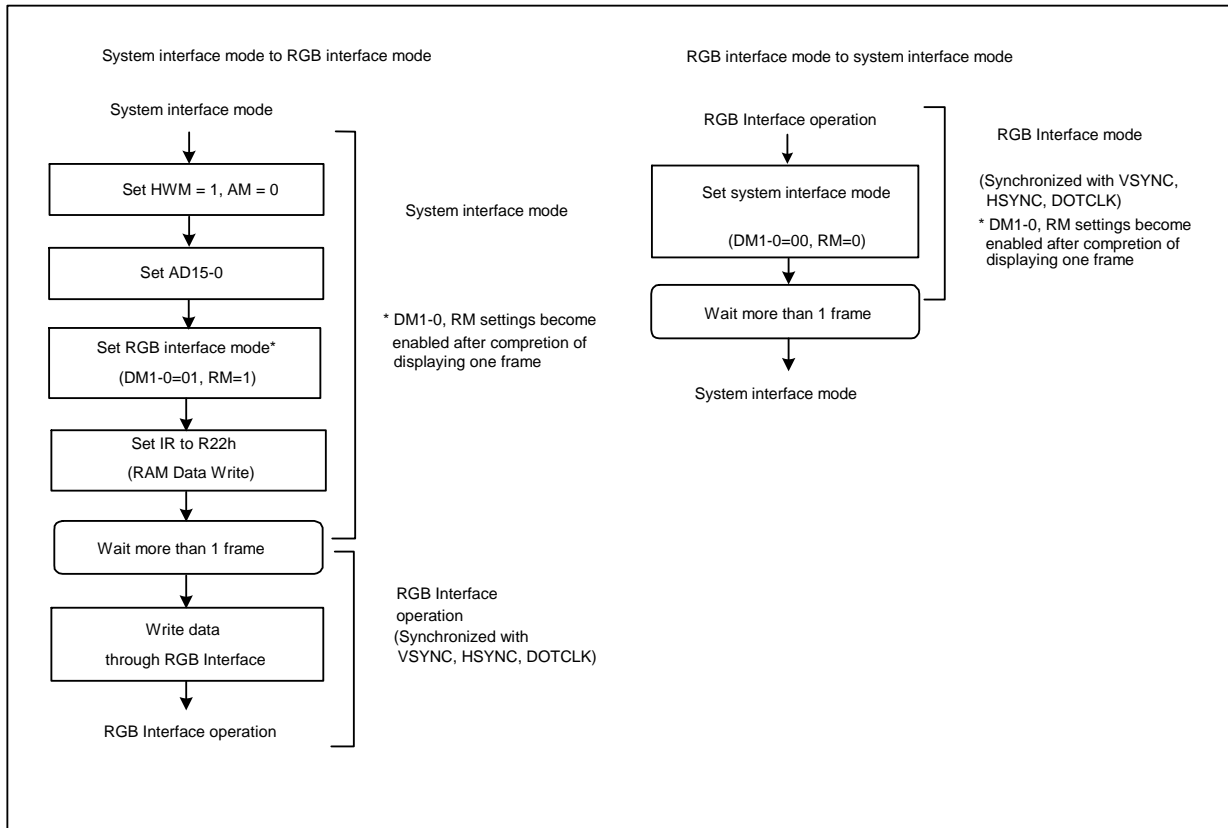 System interface mode to RGB interface mode
System interface mode
Set HWM = 1, AM = 0
Set AD15-0
Set RGB interface mode*
(DM1-0=01, RM=1)
Set IR to R22h
(RAM Data Write)
Wait more than 1 frame
Write data
through RGB Interface
RGB Interface operation
System interface mode
* DM1-0, RM settings become
enabled after compretion of
displaying one frame
RGB Interface
operation
(Synchronized with
VSYNC, HSYNC, DOTCLK)
RGB interface mode to system interface mode
RGB Interface operation
Set system interface mode
(DM1-0=00, RM=0)
Wait more than 1 frame
System interface mode
RGB Interface mode
(Synchronized with VSYNC,
HSYNC, DOTCLK)
* DM1-0, RM settings become
enabled after compretion of
displaying one frame